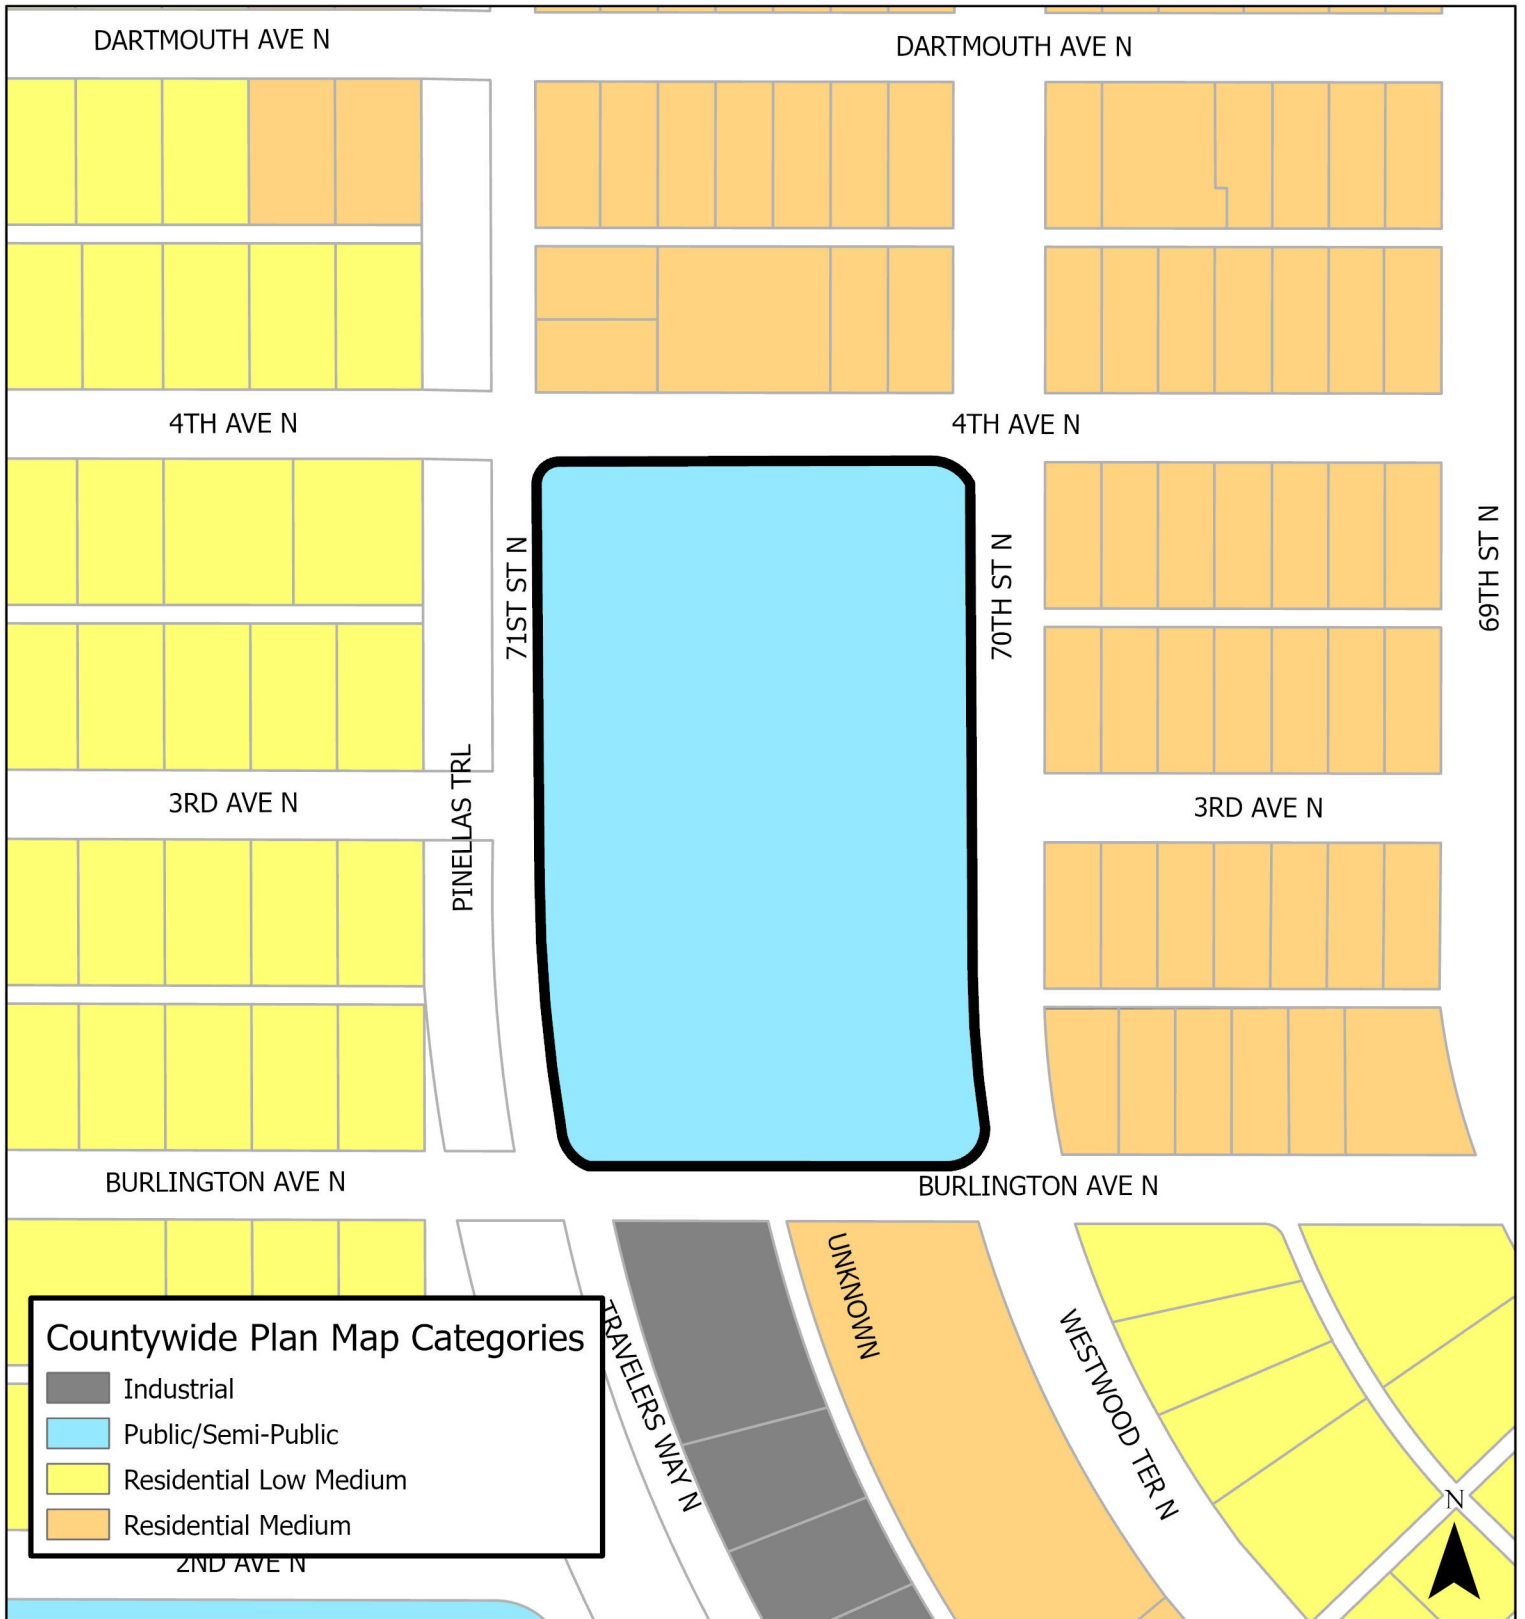 DARTMOUTH AVE N
DARTMOUTH AVE N
4TH AVE N
4TH AVE N
71ST ST N
70TH ST N
69TH ST N
PINELLAS TRL
3RD AVE N
3RD AVE N
BURLINGTON AVE N
BURLINGTON AVE N
UNKNOWN
TRAVELERS WAY N
WESTWOOD TER N
Countywide Plan Map Categories
Industrial
Public/Semi-Public
Residential Low Medium
Residential Medium
N
2ND AVE N